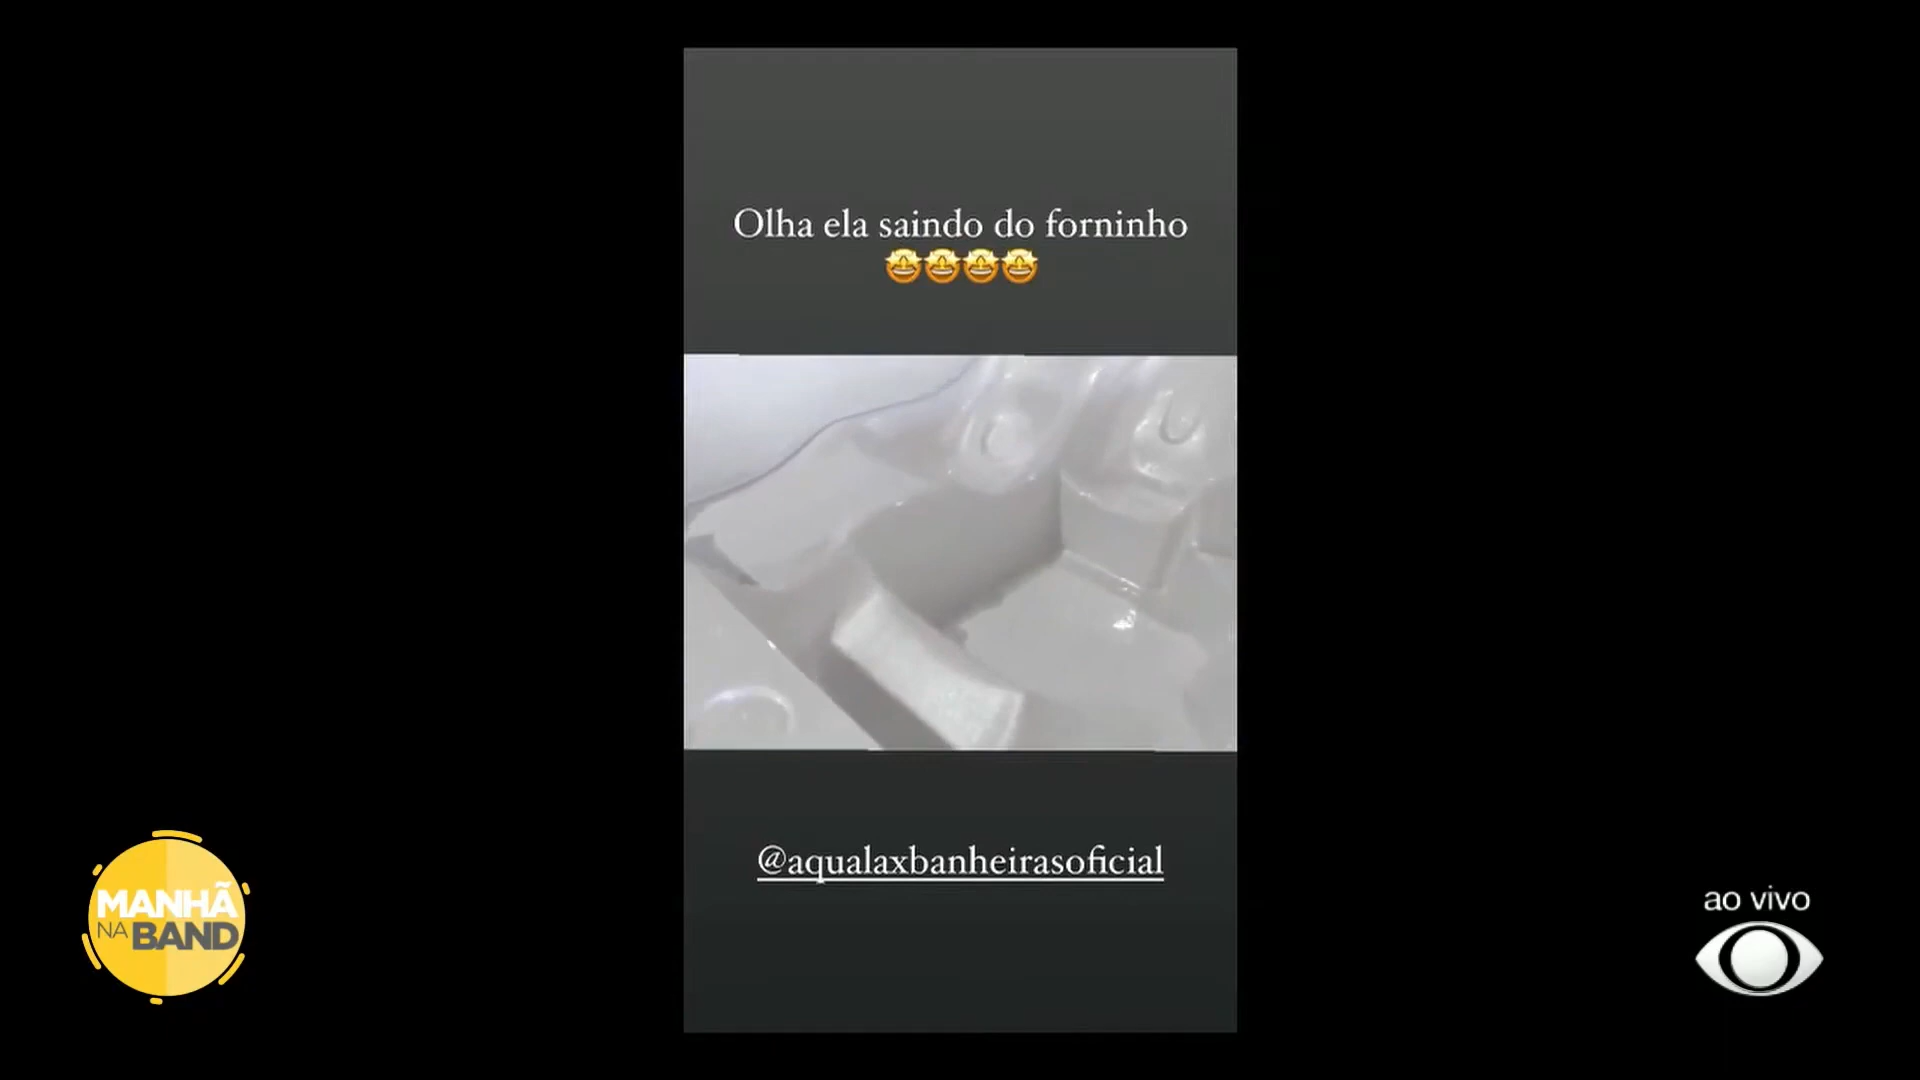 Olha ela saindo do forninho
🤩🤩🤩🤩
@aqualaxbanheirasoficial
MANHÃ
NA BAND
ao vivo